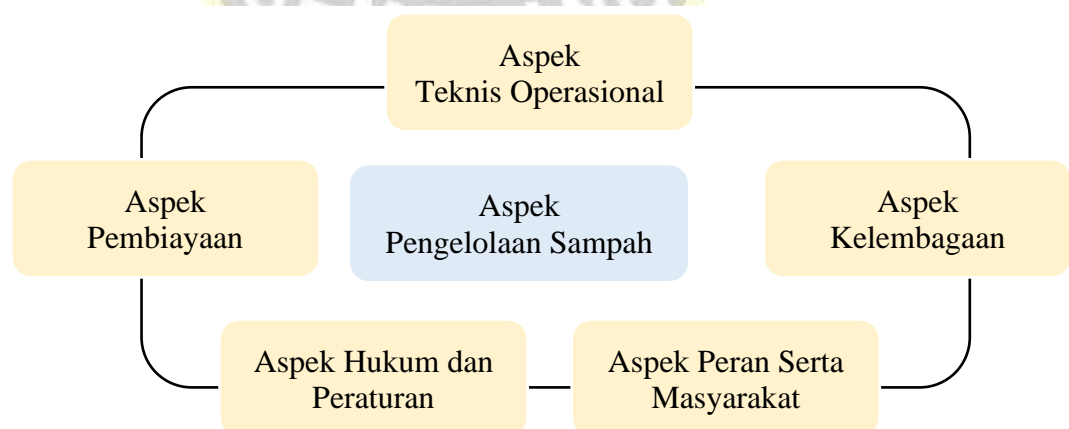 Aspek
Teknis Operasional
Aspek
Pembiayaan
Aspek
Pengelolaan Sampah
Aspek
Kelembagaan
Aspek Hukum dan
Peraturan
Aspek Peran Serta
Masyarakat